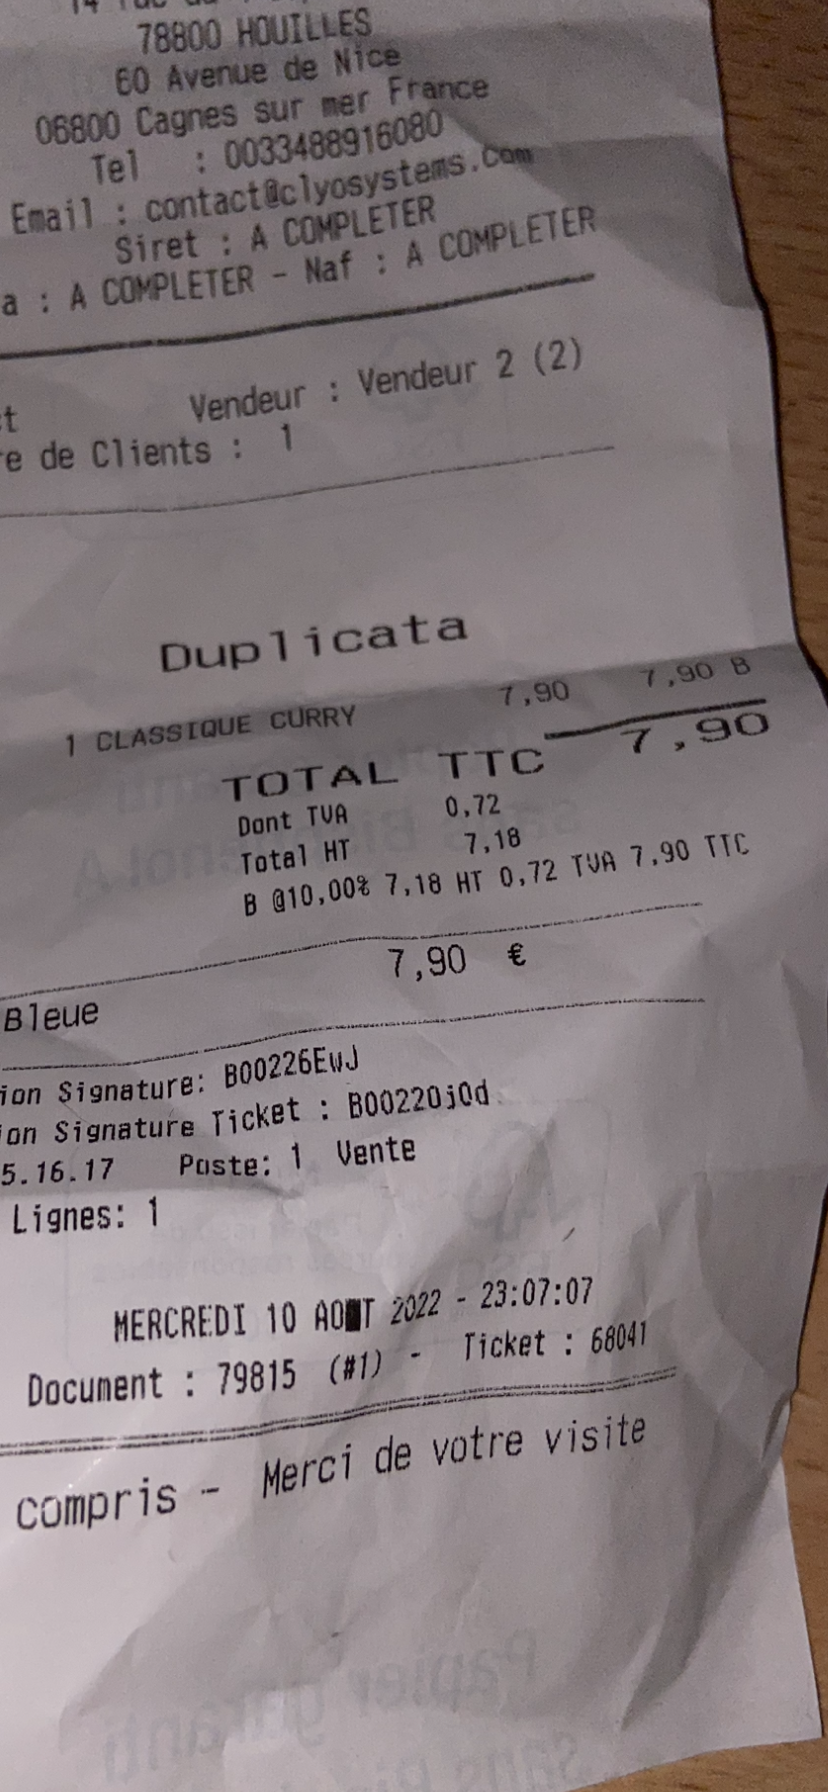 78800 HOUILLES
60 Avenue de Nice
06800 Cagnes sur mer France
Tel : 0033488916080
Email : contact@clyosystems.com
Siret : A COMPLETER
a : A COMPLETER - Naf : A COMPLETER
t Vendeur : Vendeur 2 (2)
e de Clients : 1
Duplicata
1 CLASSIQUE CURRY 7,90 7,90 B
TOTAL TTC 7,90
Dont TVA 0,72
Total HT 7,18
B @10,00% 7,18 HT 0,72 TVA 7,90 TTC
7,90 €
Bleue
ion Signature: B00226EwJ
on Signature Ticket : B00220j0d
5.16.17 Poste: 1 Vente
Lignes: 1
MERCREDI 10 AO■T 2022 - 23:07:07
Document : 79815 (#1) - Ticket : 68041
compris - Merci de votre visite
Papier garanti